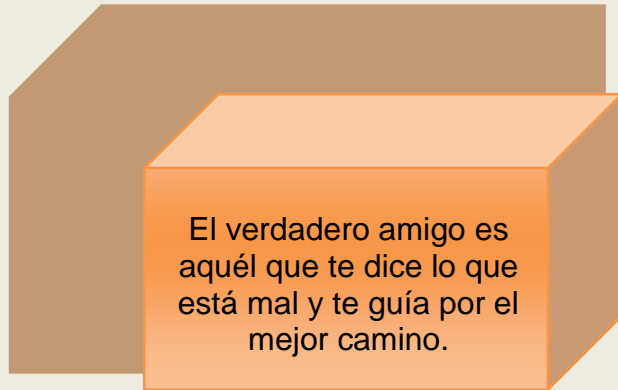 El verdadero amigo es
aquél que te dice lo que
está mal y te guía por el
mejor camino.